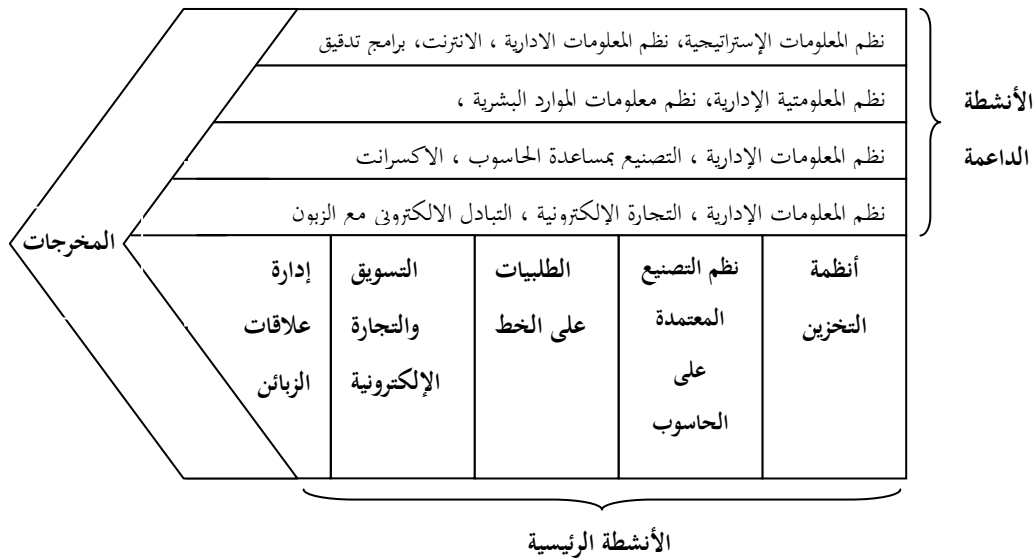 نظم المعلومات الإستراتيجية، نظم المعلومات الادارية ، الانترنت، برامج تدقيق
نظم المعلومتية الإدارية، نظم معلومات الموارد البشرية ،
نظم المعلومات الإدارية ، التصنيع بمساعدة الحاسوب ، الاكسرانت
نظم المعلومات الإدارية ، التجارة الإلكترونية ، التبادل الالكتروني مع الزبون
الأنشطة
الداعمة
أنظمة
التخزين
نظم التصنيع
المعتمدة
على
الحاسوب
الطلبيات
على الخط
التسويق
والتجارة
الإلكترونية
إدارة
علاقات
الزبائن
المخرجات
الأنشطة الرئيسية